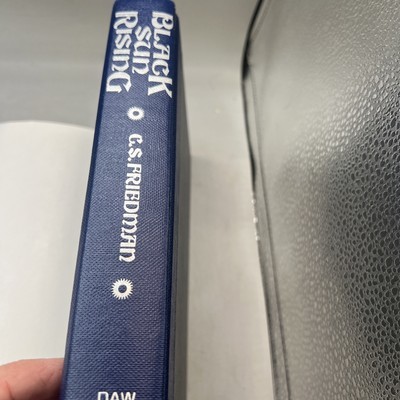 BLACK
SUN
RISING
C.S. FRIEDMAN
DAW